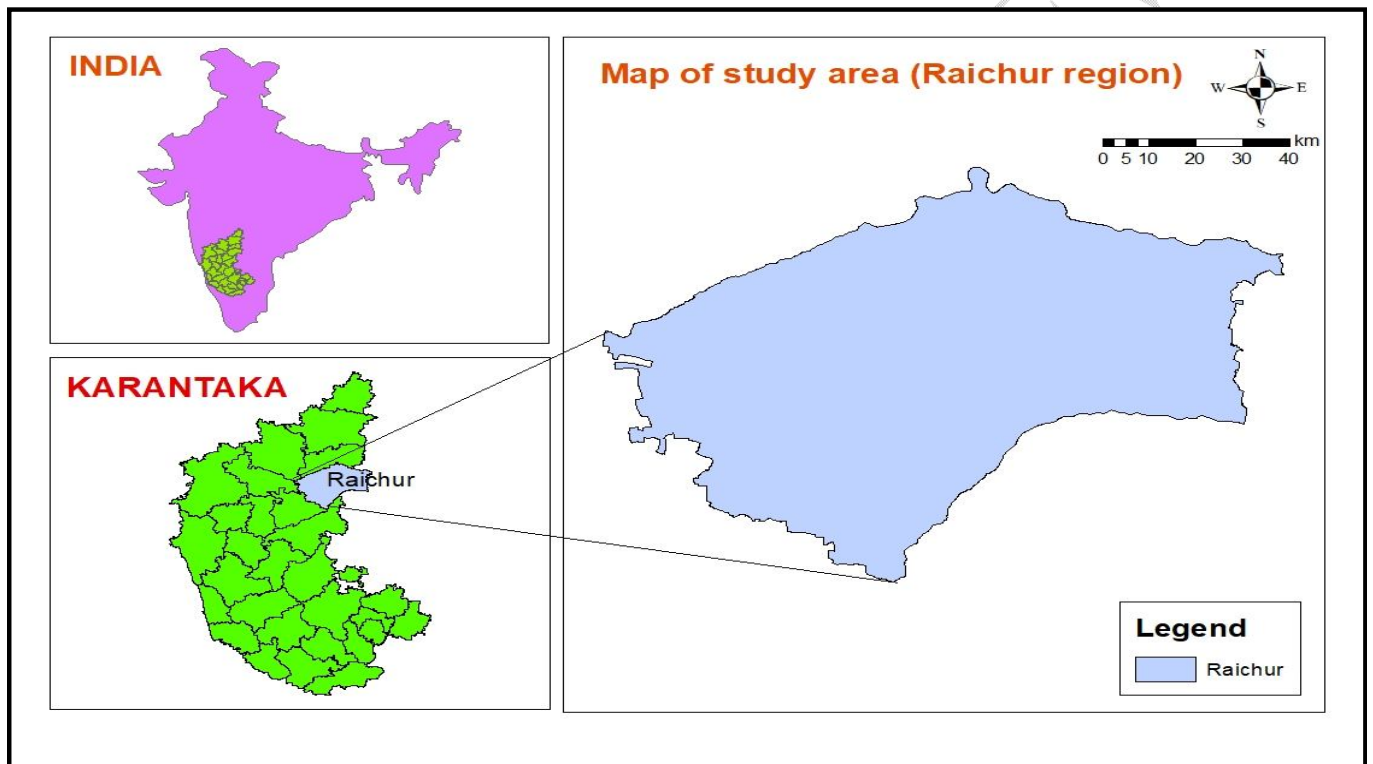 INDIA
Map of study area (Raichur region)
N
W E
S
km
0 5 10 20 30 40
KARANTAKA
Raichur
Legend
Raichur